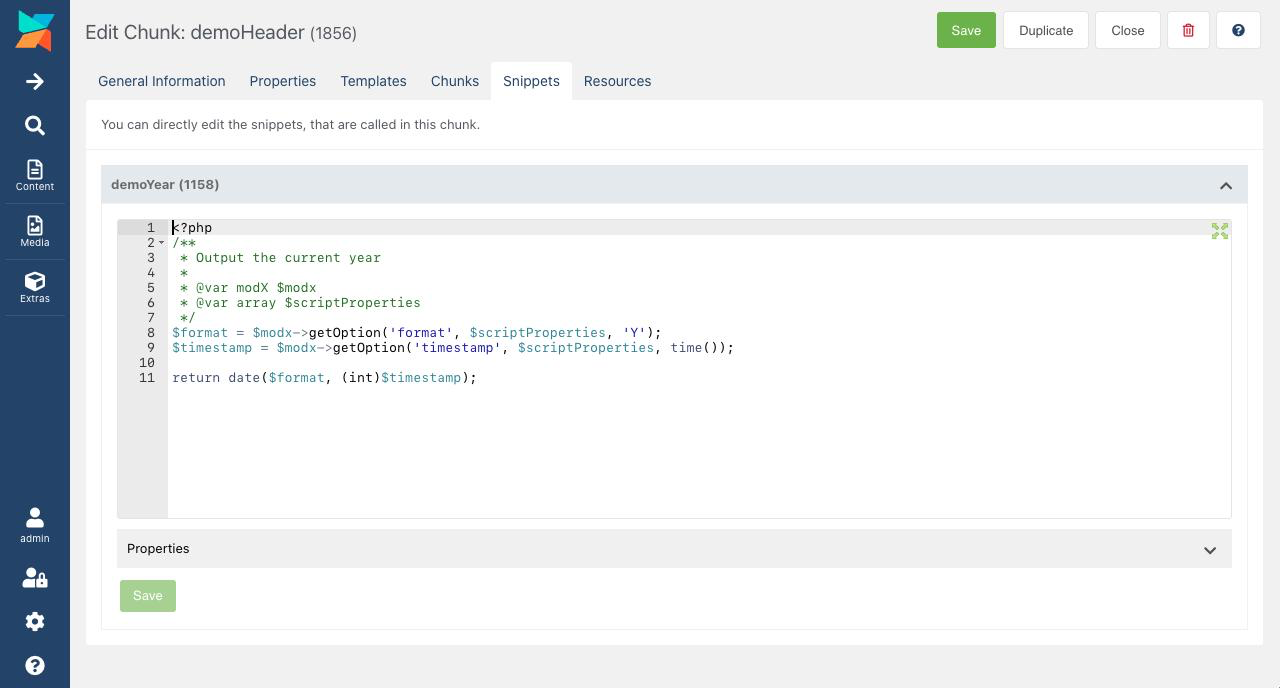 Edit Chunk: demoHeader (1856)
Save
Duplicate
Close
General Information
Properties
Templates
Chunks
Snippets
Resources
You can directly edit the snippets, that are called in this chunk.
Content
Media
Extras
admin
demoYear (1158)
1 <?php
2 /**
3  * Output the current year
4  *
5  * @var modX $modx
6  * @var array $scriptProperties
7  */
8 $format = $modx->getOption('format', $scriptProperties, 'Y');
9 $timestamp = $modx->getOption('timestamp', $scriptProperties, time());
10
11 return date($format, (int)$timestamp);
Properties
Save